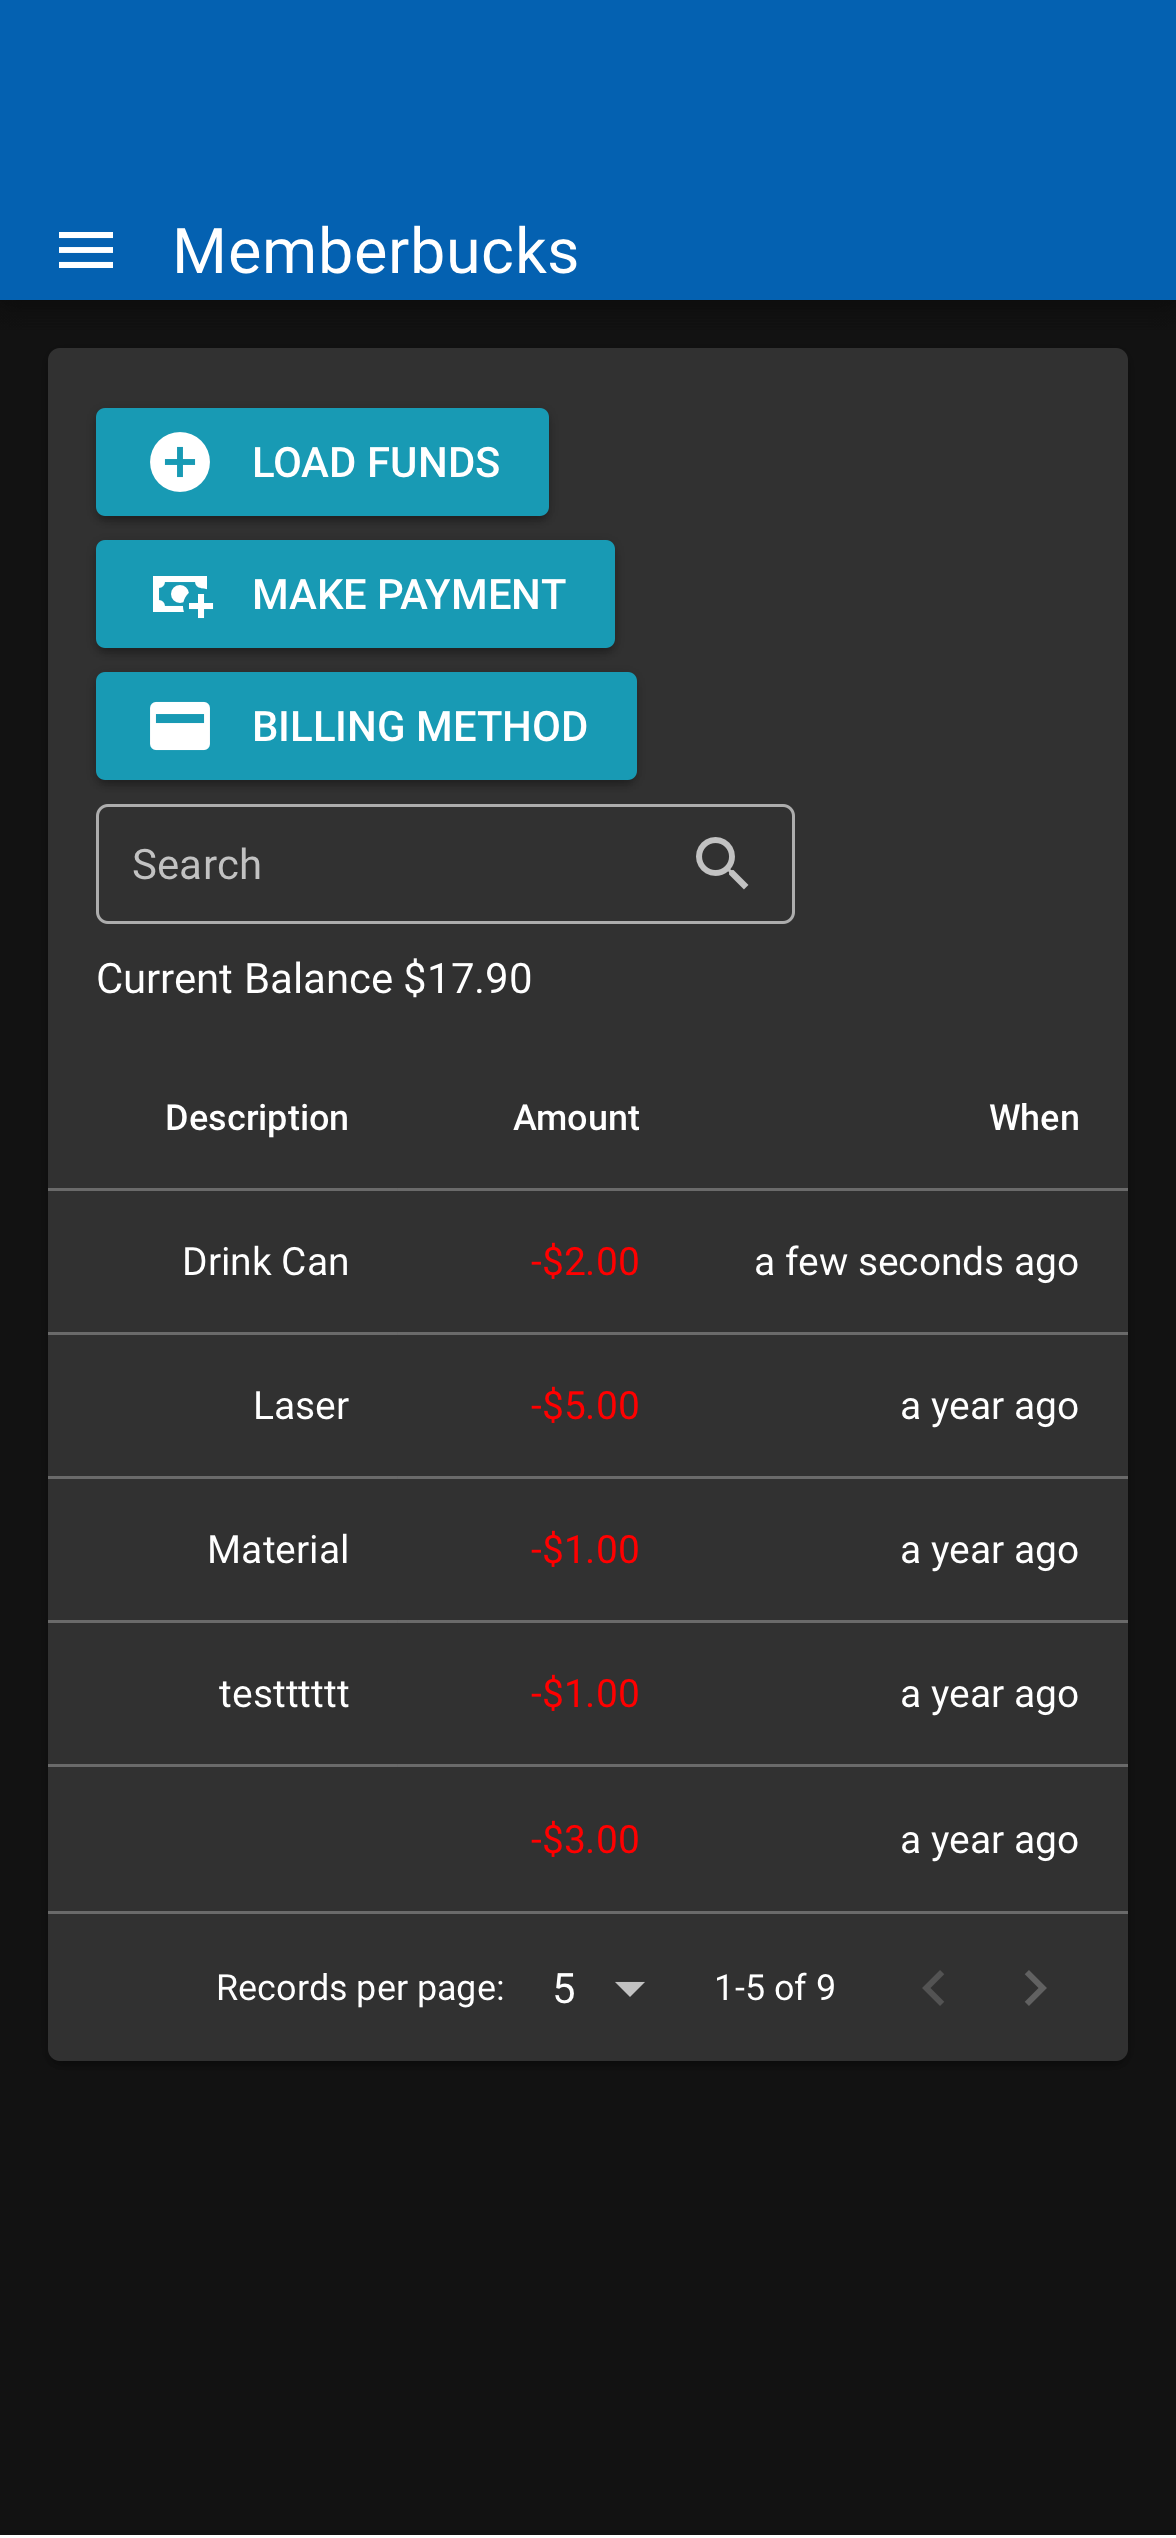 Memberbucks
LOAD FUNDS
MAKE PAYMENT
BILLING METHOD
Search
Current Balance $17.90
Description Amount When
Drink Can -$2.00 a few seconds ago
Laser -$5.00 a year ago
Material -$1.00 a year ago
testttttt -$1.00 a year ago
-$3.00 a year ago
Records per page: 5 1-5 of 9